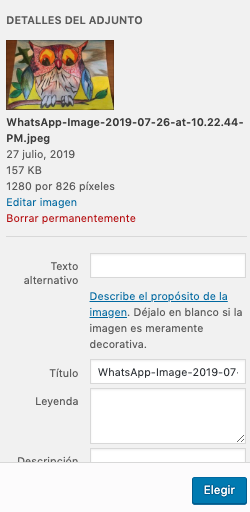 DETALLES DEL ADJUNTO
WhatsApp-Image-2019-07-26-at-10.22.44-
PM.jpeg
27 julio, 2019
157 KB
1280 por 826 píxeles
Editar imagen
Borrar permanentemente
Texto
alternativo
Describe el propósito de la
imagen. Déjalo en blanco si la
imagen es meramente
decorativa.
Título
WhatsApp-Image-2019-07-
Leyenda
Descripción
Elegir